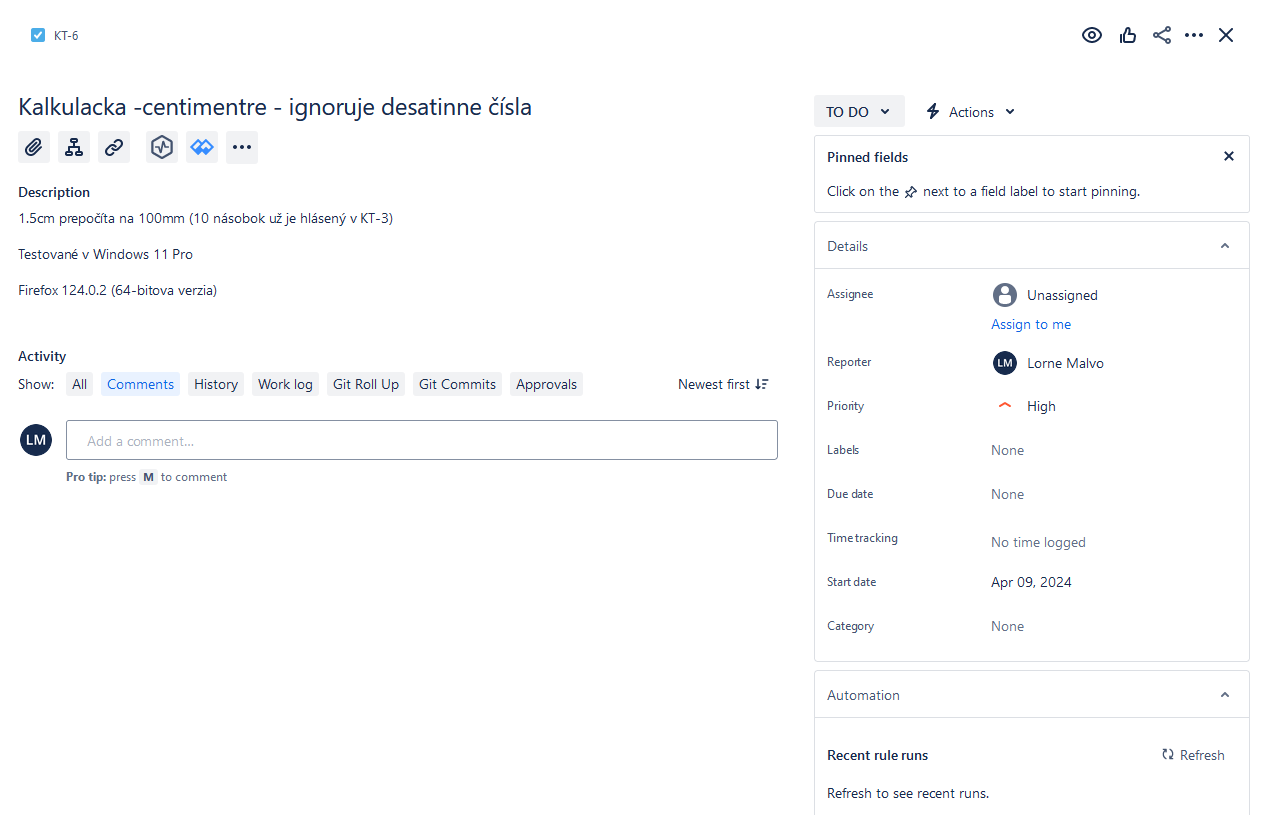 KT-6
Kalkulacka -centimentre - ignoruje desatinne čísla
Description
1.5cm prepočíta na 100mm (10 násobok už je hlásený v KT-3)
Testované v Windows 11 Pro
Firefox 124.0.2 (64-bitova verzia)
Activity
Show: All Comments History Work log Git Roll Up Git Commits Approvals Newest first
LM Add a comment...
Pro tip: press M to comment
TO DO Actions
Pinned fields
Click on the next to a field label to start pinning.
Details
Assignee Unassigned
Assign to me
Reporter LM Lorne Malvo
Priority High
Labels None
Due date None
Time tracking No time logged
Start date Apr 09, 2024
Category None
Automation
Recent rule runs Refresh
Refresh to see recent runs.